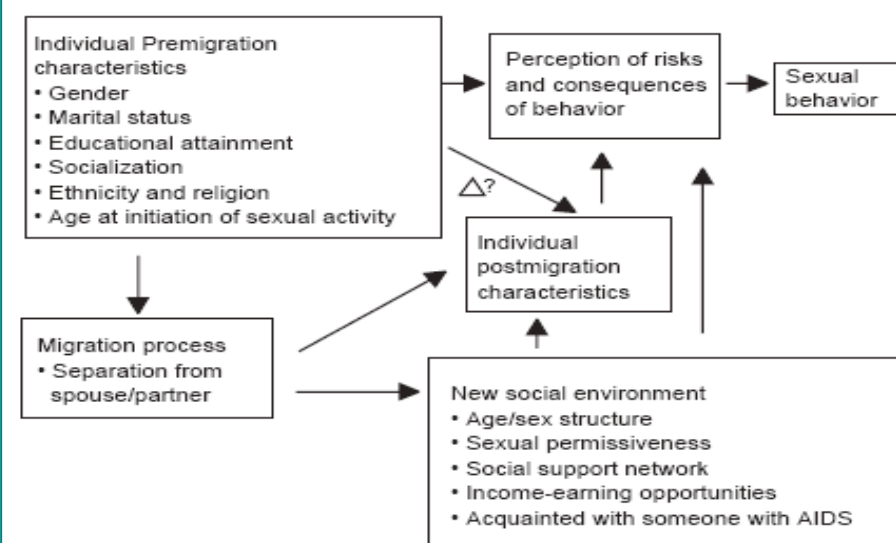 Individual Premigration
characteristics
• Gender
• Marital status
• Educational attainment
• Socialization
• Ethnicity and religion
• Age at initiation of sexual activity
Perception of risks
and consequences
of behavior
Sexual
behavior
△?
Individual
postmigration
characteristics
Migration process
• Separation from
spouse/partner
New social environment
• Age/sex structure
• Sexual permissiveness
• Social support network
• Income-earning opportunities
• Acquainted with someone with AIDS